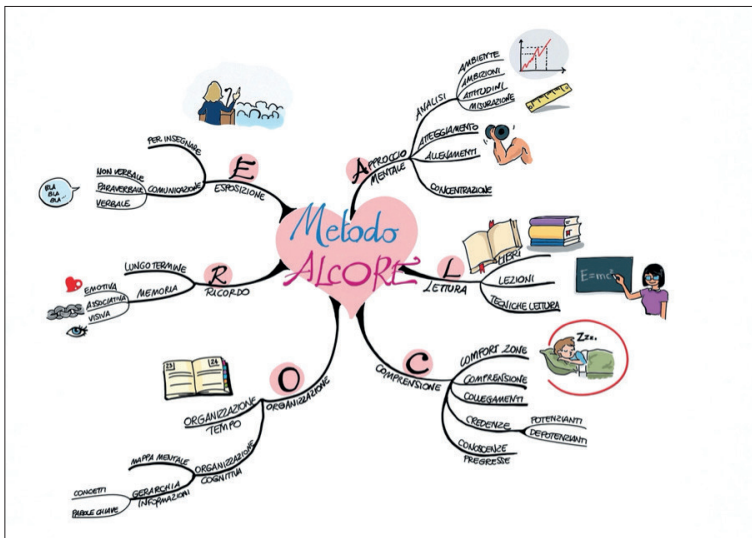 Metodo
ALCORE
A
APPROCCIO
MENTALE
ANALISI
AMBIENTE
AMBIZIONI
ATTITUDINI
MISURAZIONE
ATTEGGIAMENTO
ALLENAMENTI
CONCENTRAZIONE
L
LETTURA
LIBRI
LEZIONI
TECNICHE LETTURA
E=mc²
C
COMPRENSIONE
COMFORT ZONE
COMPRENSIONE
COLLEGAMENTI
CREDENZE
POTENZIANTI
DEPOTENZIANTI
CONOSCENZE
PREGRESSE
Zzz..
O
ORGANIZZAZIONE
ORGANIZZAZIONE
TEMPO
ORGANIZZAZIONE
COGNITIVA
MAPPA MENTALE
GERARCHIA
INFORMAZIONI
CONCETTI
PAROLE CHIAVE
23
24
R
RICORDO
MEMORIA
LUNGO TERMINE
EMOTIVA
ASSOCIATIVA
VISIVA
E
ESPOSIZIONE
PER INSEGNARE
COMUNICAZIONE
NON VERBALE
PARAVERBALE
VERBALE
BLA
BLA
BLA..